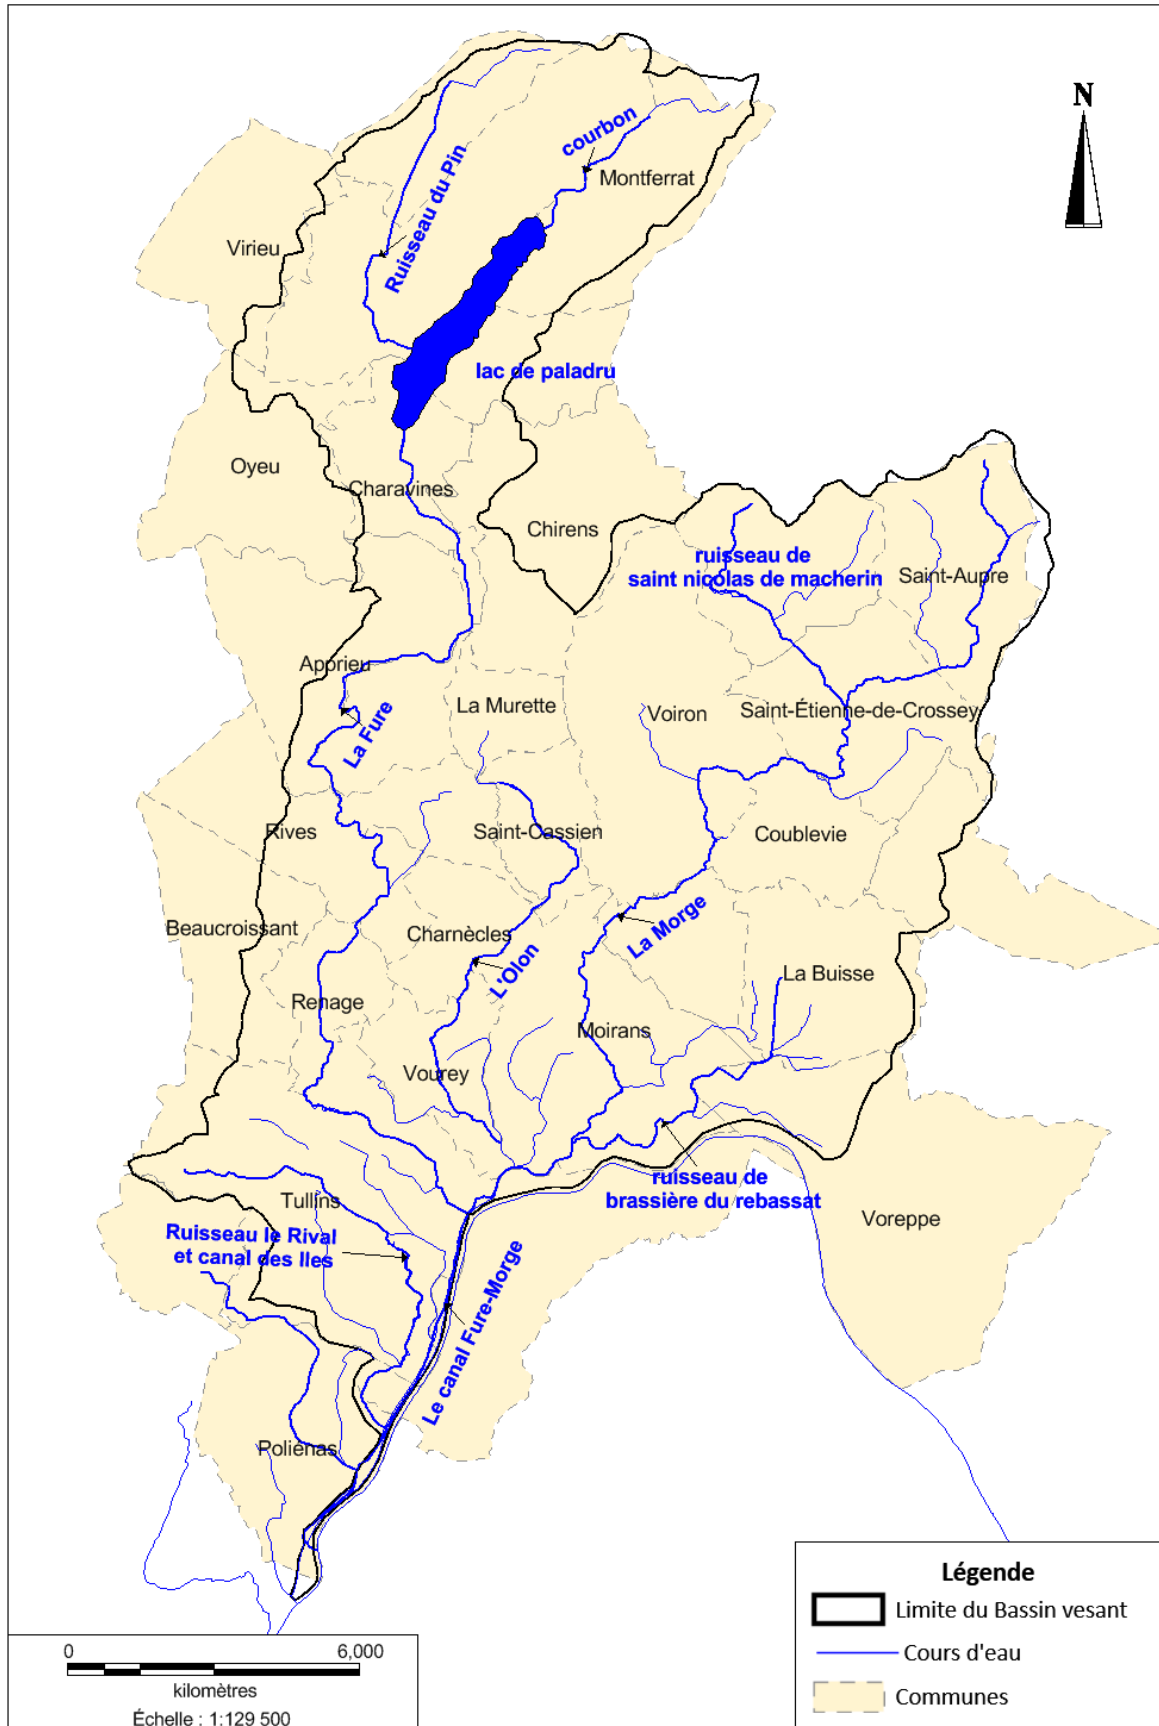 N
courbon
Montferrat
Ruisseau du Pin
Virieu
lac de paladru
Oyeu
Charavines
Chirens
ruisseau de
saint nicolas de macherin
Saint-Aupre
Apprieu
La Murette
Voiron
Saint-Étienne-de-Crossey
La Fure
Rives
Saint-Cassien
Coublevie
Beaucroissant
Charnècles
La Morge
L'Olon
La Buisse
Renage
Moirans
Vourey
ruisseau de
brassière du rebassat
Tullins
Voreppe
Ruisseau le Rival
et canal des Iles
Le canal Fure-Morge
Poliénas
Légende
Limite du Bassin vesant
Cours d'eau
Communes
0 6,000
kilomètres
Échelle : 1:129 500